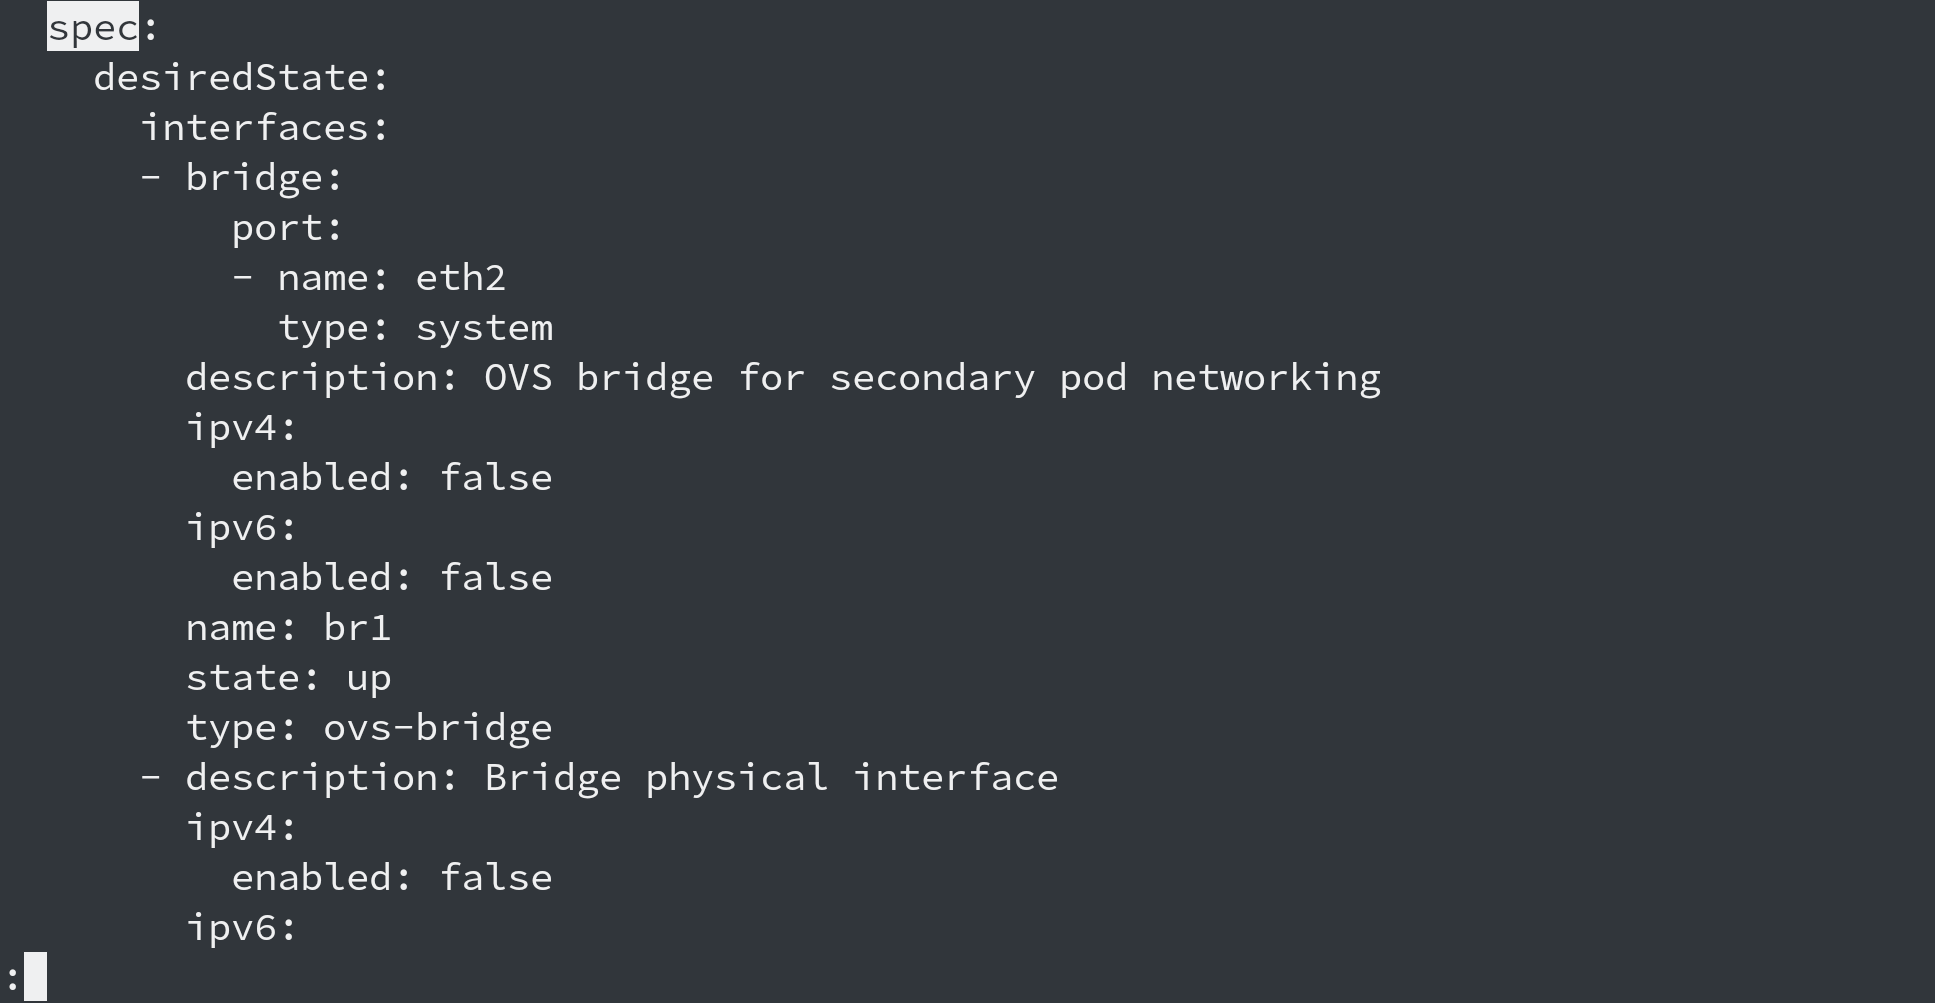 spec:
desiredState:
interfaces:
- bridge:
port:
- name: eth2
type: system
description: OVS bridge for secondary pod networking
ipv4:
enabled: false
ipv6:
enabled: false
name: br1
state: up
type: ovs-bridge
- description: Bridge physical interface
ipv4:
enabled: false
ipv6:
: